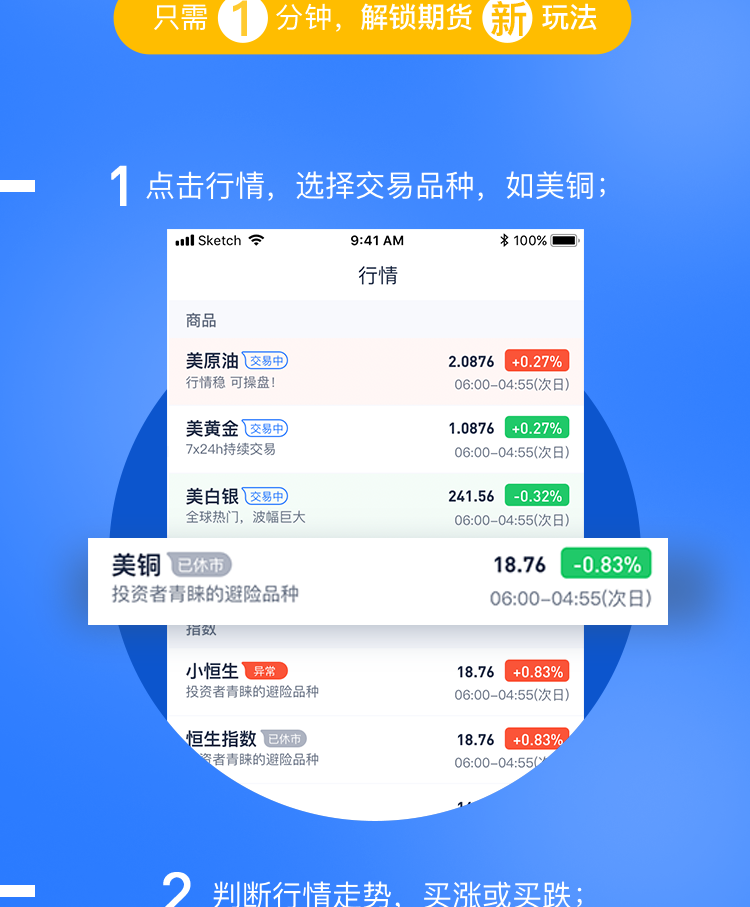 只需 1 分钟，解锁期货 新 玩法
1 点击行情，选择交易品种，如美铜；
Sketch 9:41 AM 100%
行情
商品
美原油 交易中 2.0876 +0.27%
行情稳 可操盘！ 06:00-04:55(次日)
美黄金 交易中 1.0876 +0.27%
7x24h持续交易 06:00-04:55(次日)
美白银 交易中 241.56 -0.32%
全球热门，波幅巨大 06:00-04:55(次日)
美铜 已休市 18.76 -0.83%
投资者青睐的避险品种 06:00-04:55(次日)
指数
小恒生 异常 18.76 +0.83%
投资者青睐的避险品种 06:00-04:55(次日)
恒生指数 已休市 18.76 +0.83%
资者青睐的避险品种 06:00-04:55(
2 判断行情走势，买涨或买跌；